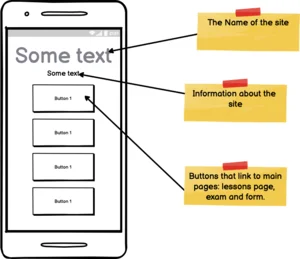 Some text
Some text
Button 1
Button 1
Button 1
Button 1
The Name of the site
Information about the
site
Buttons that link to main
pages: lessons page,
exam and form.